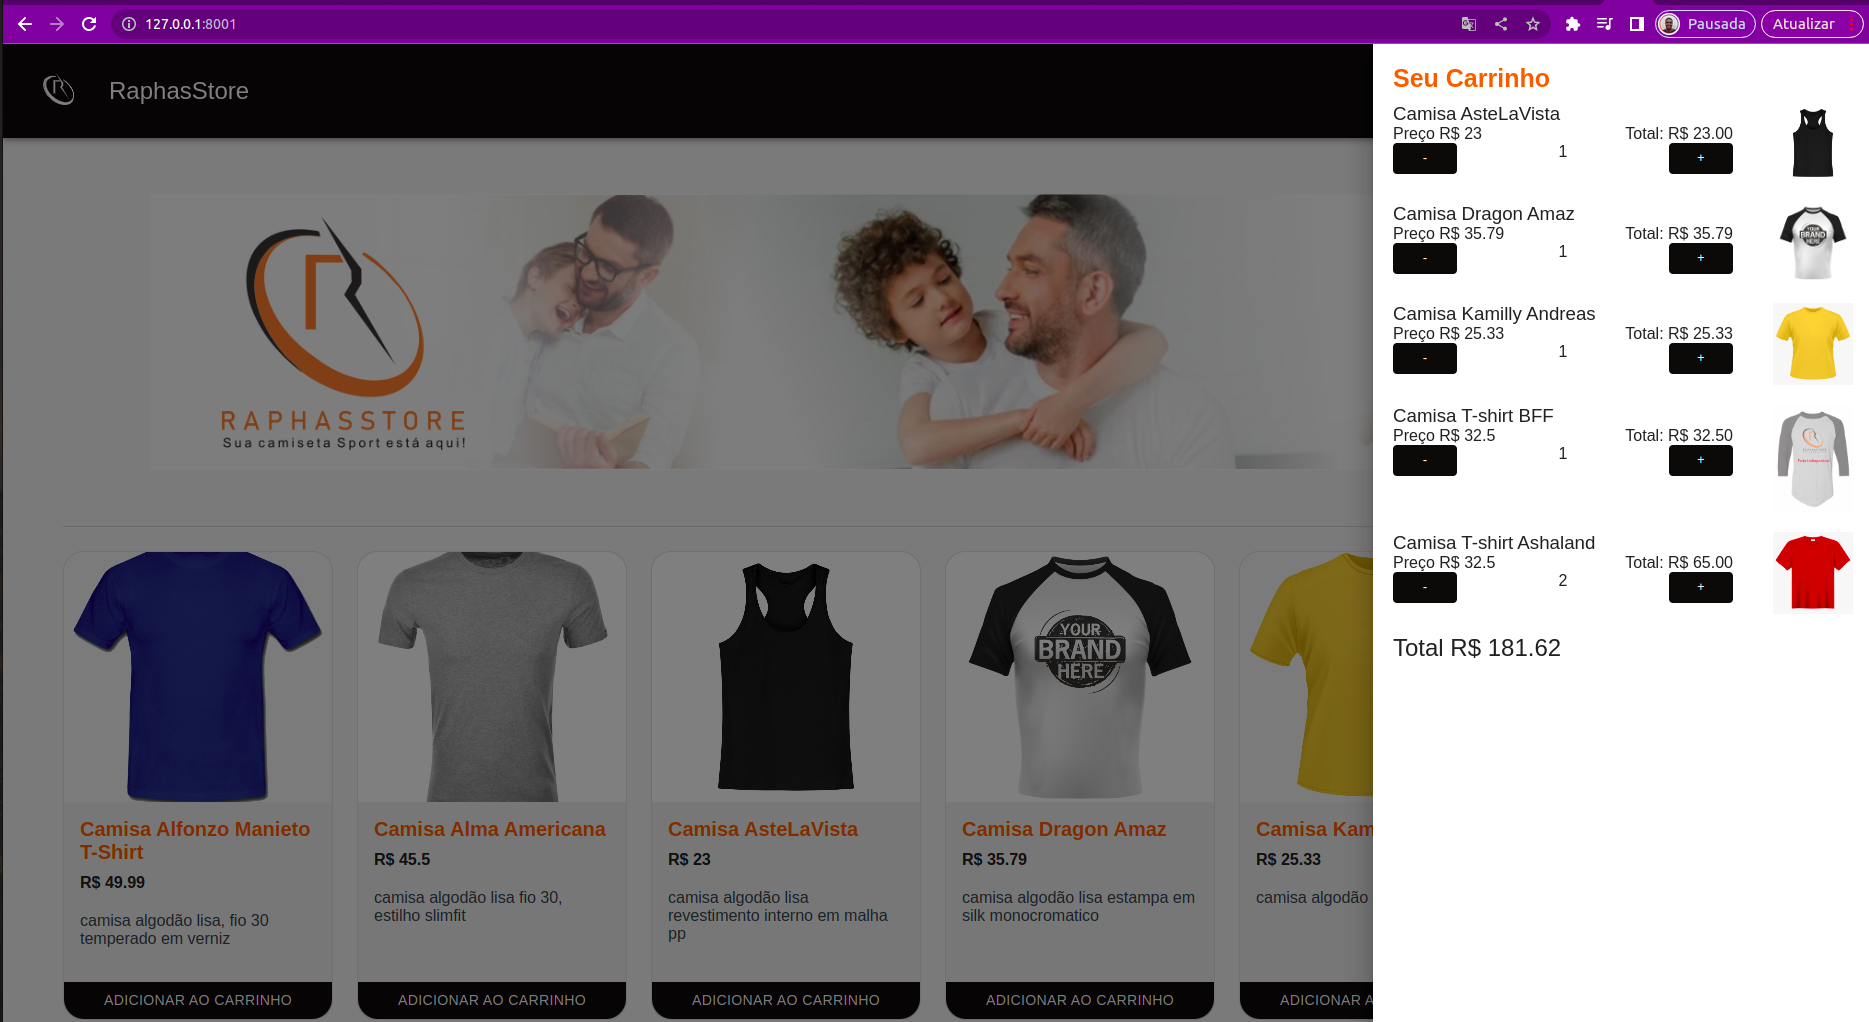 127.0.0.1:8001
Pausada
Atualizar
RaphasStore
RAPHASSTORE
Sua camiseta Sport está aqui!
YOUR
BRAND
HERE
Camisa Alfonzo Manieto
T-Shirt
R$ 49.99
camisa algodão lisa, fio 30
temperado em verniz
ADICIONAR AO CARRINHO
Camisa Alma Americana
R$ 45.5
camisa algodão lisa fio 30,
estilho slimfit
ADICIONAR AO CARRINHO
Camisa AsteLaVista
R$ 23
camisa algodão lisa
revestimento interno em malha
pp
ADICIONAR AO CARRINHO
Camisa Dragon Amaz
R$ 35.79
camisa algodão lisa estampa em
silk monocromatico
ADICIONAR AO CARRINHO
Camisa Kam
R$ 25.33
camisa algodão
ADICIONAR A
Seu Carrinho
Camisa AsteLaVista
Preço R$ 23 Total: R$ 23.00
- 1 +
Camisa Dragon Amaz
Preço R$ 35.79 Total: R$ 35.79
- 1 +
YOUR
BRAND
HERE
Camisa Kamilly Andreas
Preço R$ 25.33 Total: R$ 25.33
- 1 +
Camisa T-shirt BFF
Preço R$ 32.5 Total: R$ 32.50
- 1 +
Camisa T-shirt Ashaland
Preço R$ 32.5 Total: R$ 65.00
- 2 +
Total R$ 181.62